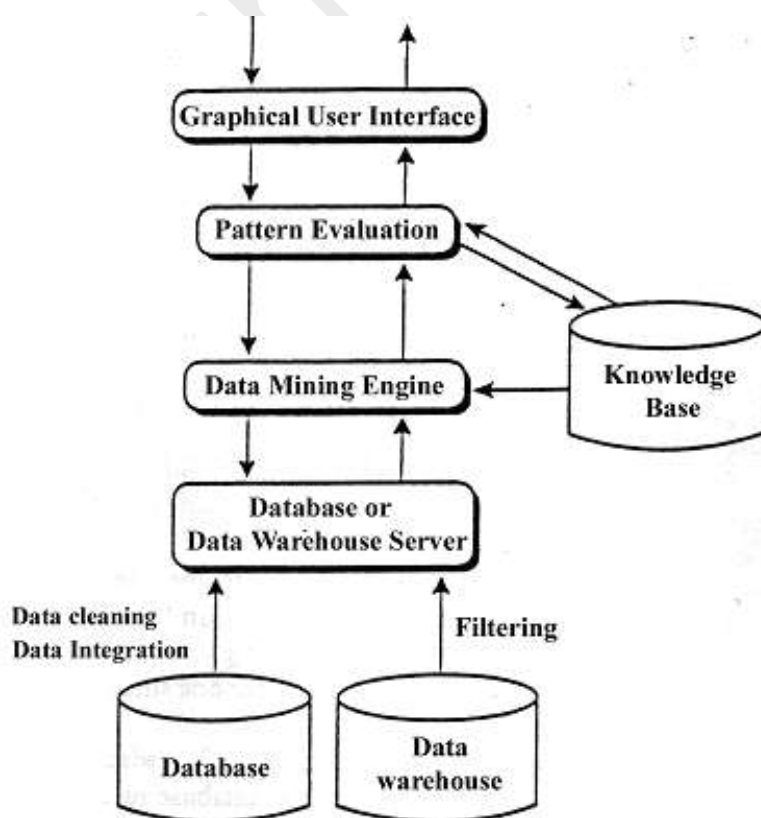 Graphical User Interface
Pattern Evaluation
Data Mining Engine
Knowledge
Base
Database or
Data Warehouse Server
Data cleaning
Data Integration
Filtering
Database
Data
warehouse